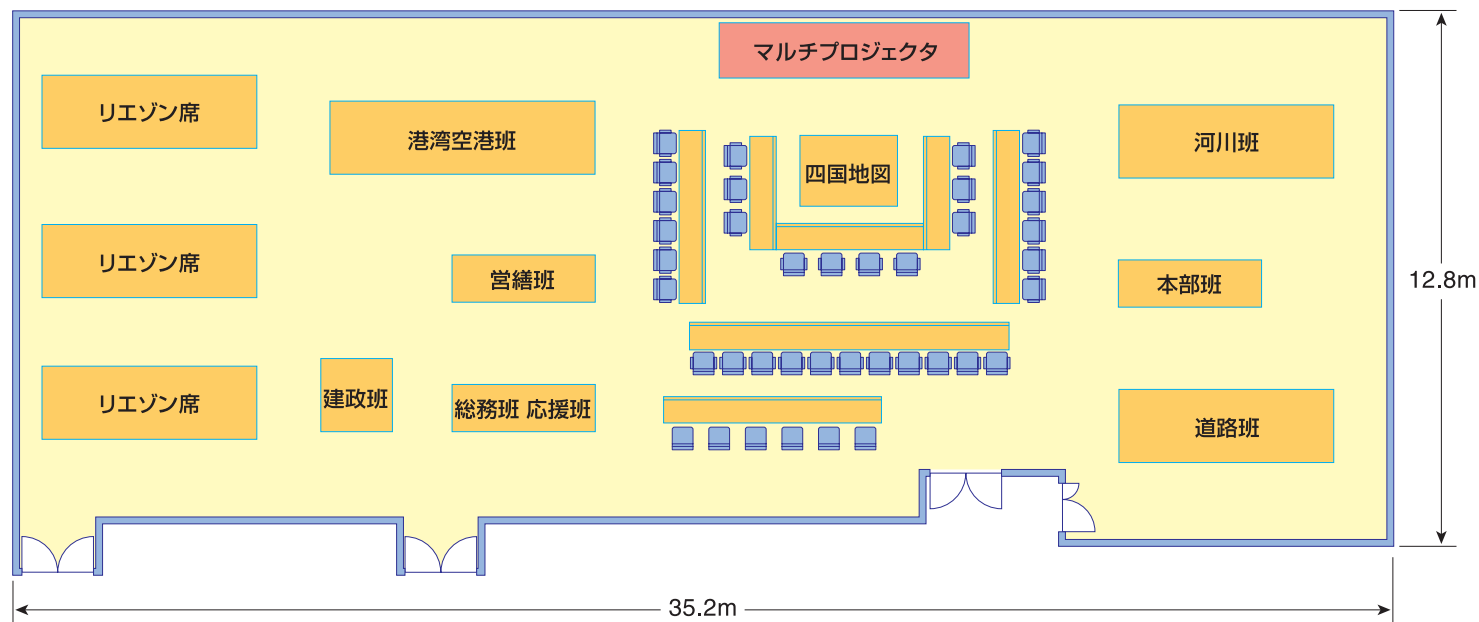 マルチプロジェクタ
リエゾン席
港湾空港班
四国地図
河川班
リエゾン席
営繕班
本部班
12.8m
リエゾン席
建政班
総務班 応援班
道路班
35.2m